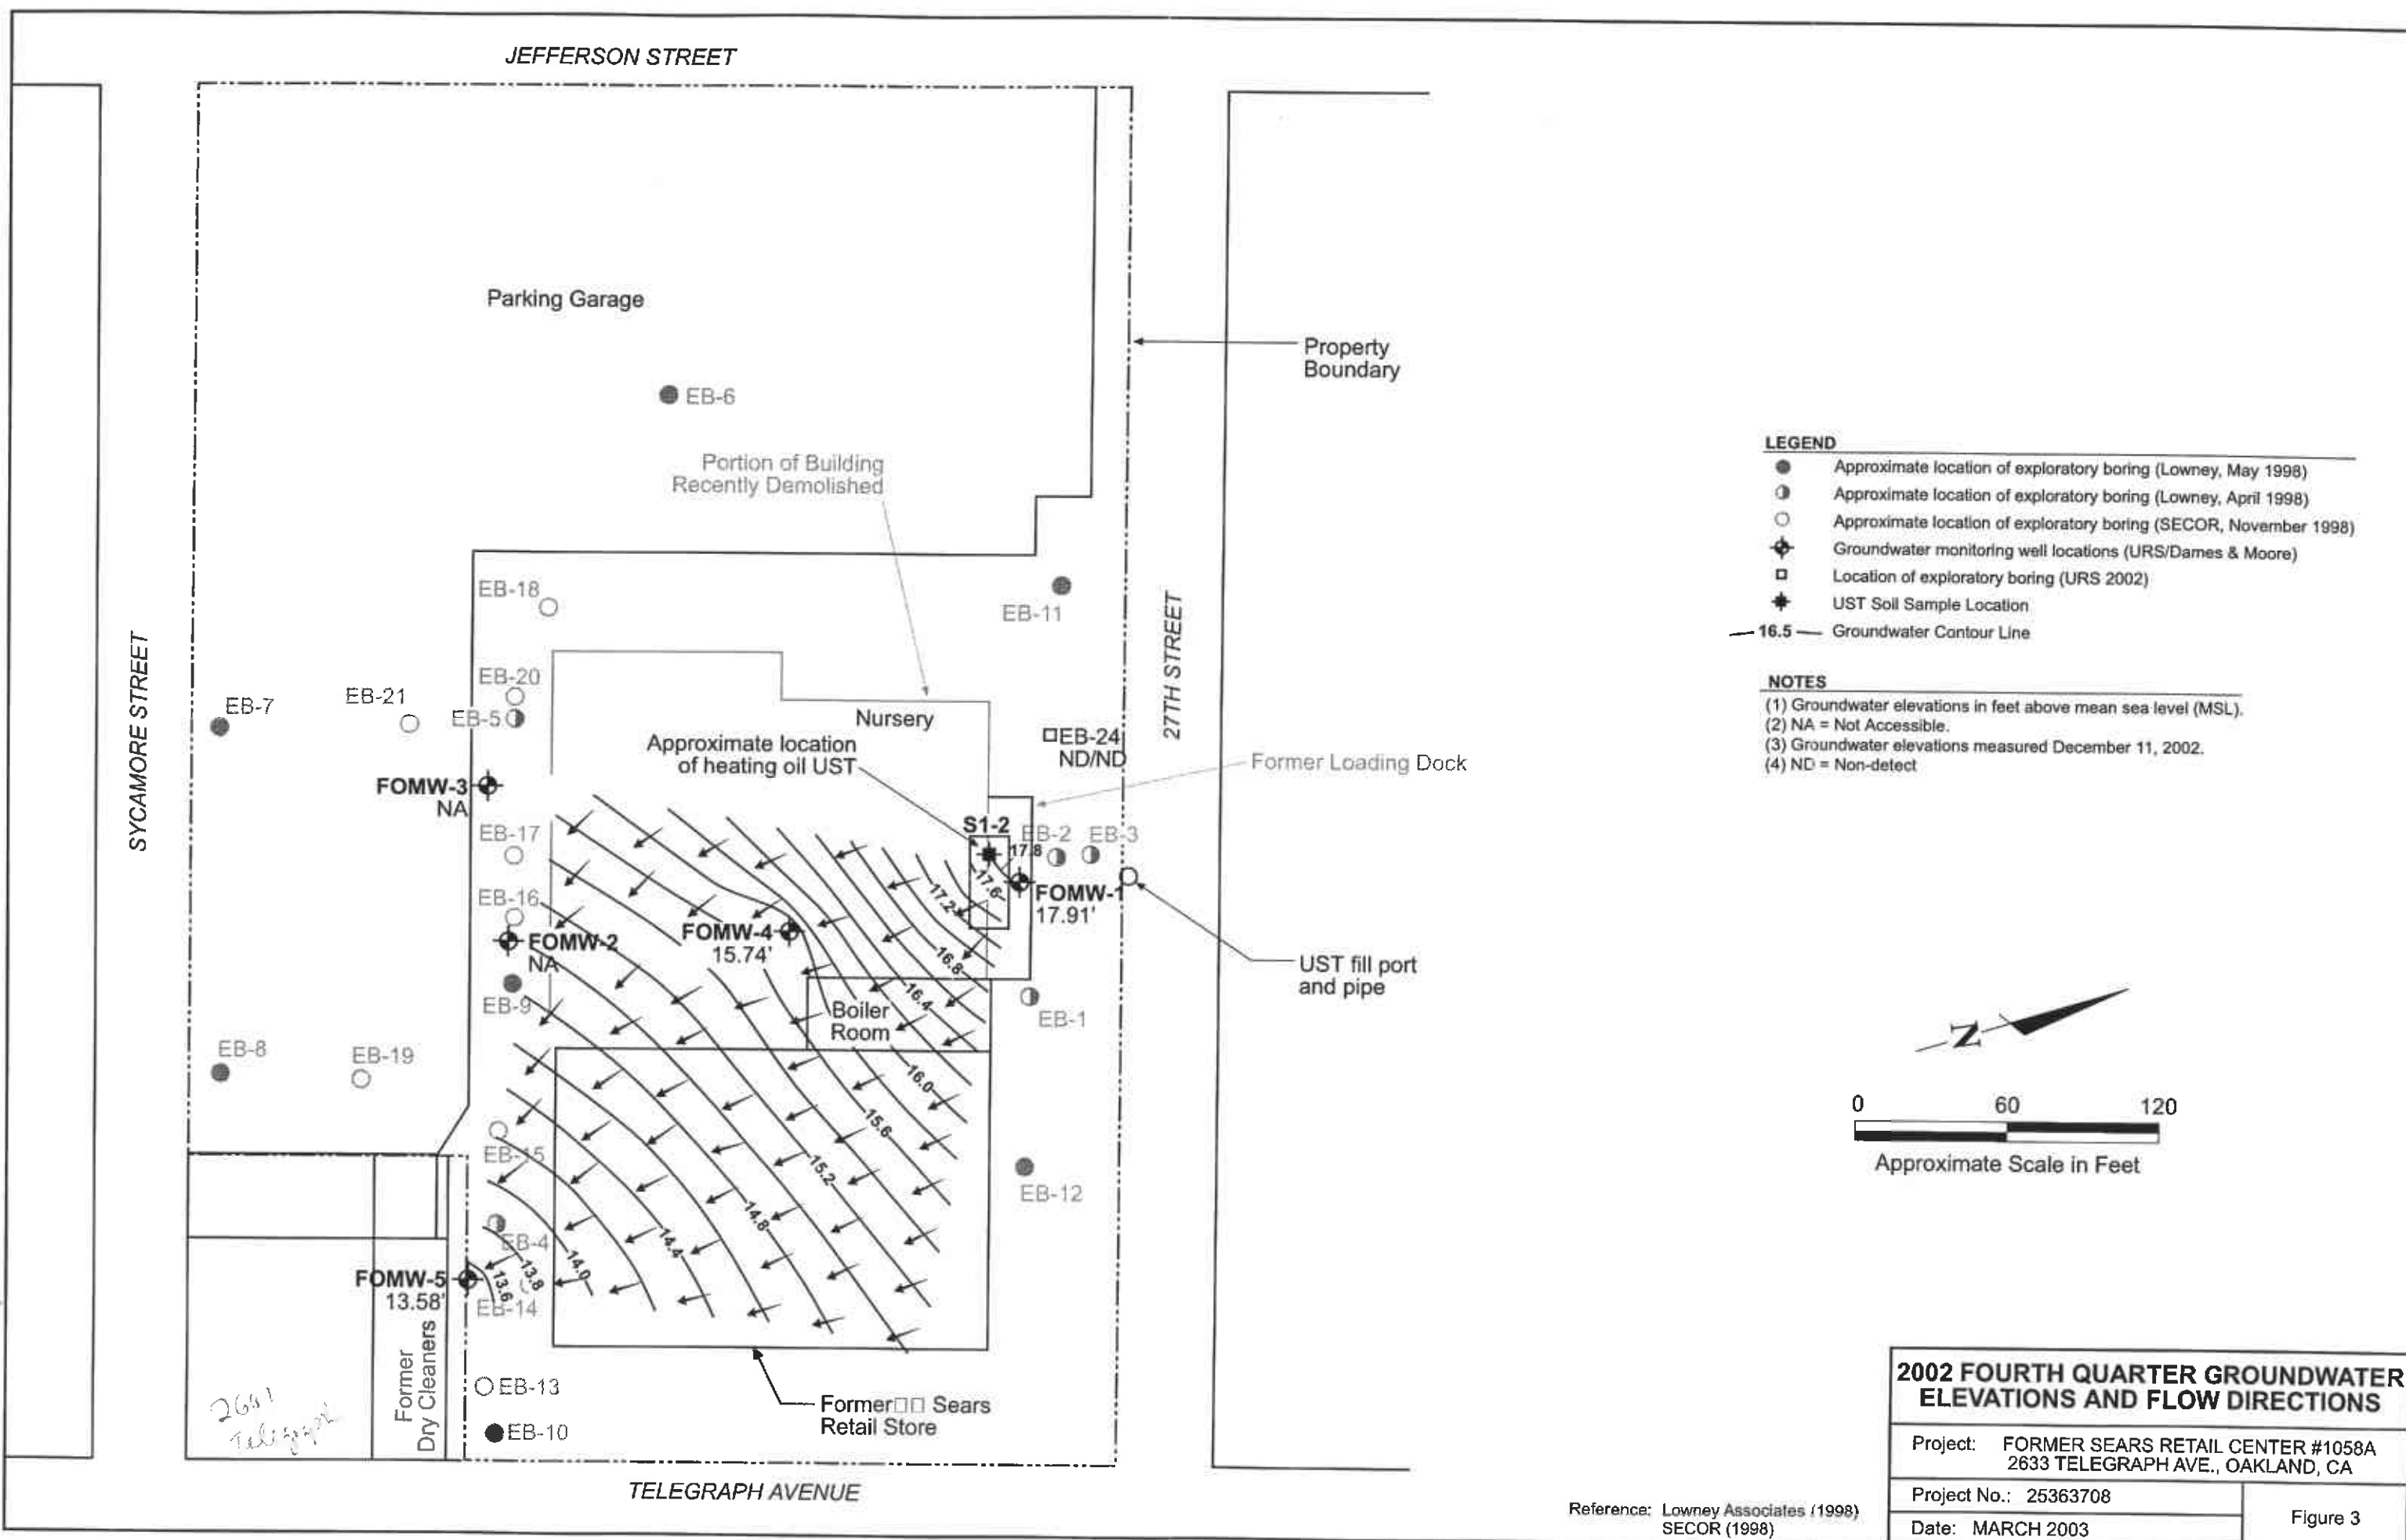 JEFFERSON STREET
Parking Garage
EB-6
Portion of Building
Recently Demolished
Property
Boundary
LEGEND
Approximate location of exploratory boring (Lowney, May 1998)
Approximate location of exploratory boring (Lowney, April 1998)
Approximate location of exploratory boring (SECOR, November 1998)
Groundwater monitoring well locations (URS/Dames & Moore)
Location of exploratory boring (URS 2002)
UST Soil Sample Location
16.5 Groundwater Contour Line
NOTES
(1) Groundwater elevations in feet above mean sea level (MSL).
(2) NA = Not Accessible.
(3) Groundwater elevations measured December 11, 2002.
(4) ND = Non-detect
SYCAMORE STREET
27TH STREET
EB-18
EB-11
EB-20
EB-7
EB-21
EB-5
Nursery
EB-24
ND/ND
Approximate location
of heating oil UST
Former Loading Dock
FOMW-3
NA
S1-2
EB-2
EB-3
EB-17
17.8
17.6
17.2
FOMW-1
17.91'
EB-16
FOMW-2
NA
FOMW-4
15.74'
16.8
UST fill port
and pipe
EB-9
16.4
Boiler
Room
EB-1
EB-8
EB-19
16.0
15.6
N
0 60 120
Approximate Scale in Feet
EB-15
15.2
EB-12
14.8
EB-4
14.4
14.0
13.8
13.6
FOMW-5
13.58'
EB-14
Former
Dry Cleaners
EB-13
EB-10
Former□□ Sears
Retail Store
Telegraph
TELEGRAPH AVENUE
Reference: Lowney Associates (1998)
SECOR (1998)
2002 FOURTH QUARTER GROUNDWATER
ELEVATIONS AND FLOW DIRECTIONS
Project: FORMER SEARS RETAIL CENTER #1058A
2633 TELEGRAPH AVE., OAKLAND, CA
Project No.: 25363708
Date: MARCH 2003
Figure 3